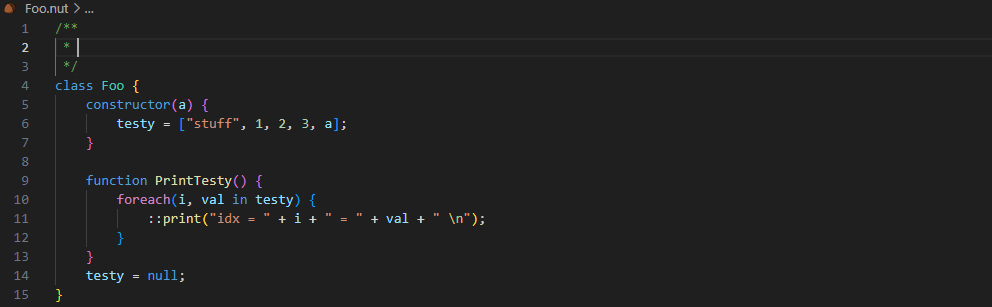 Foo.nut > testy > ...
1 /**
2 *
3 */
4 class Foo {
5 constructor(a) {
6 testy = ["stuff", 1, 2, 3, a];
7 }
8
9 function PrintTesty() {
10 foreach(i, val in testy) {
11 ::print("idx = " + i + " = " + val + " \n");
12 }
13 }
14 testy = null;
15 }